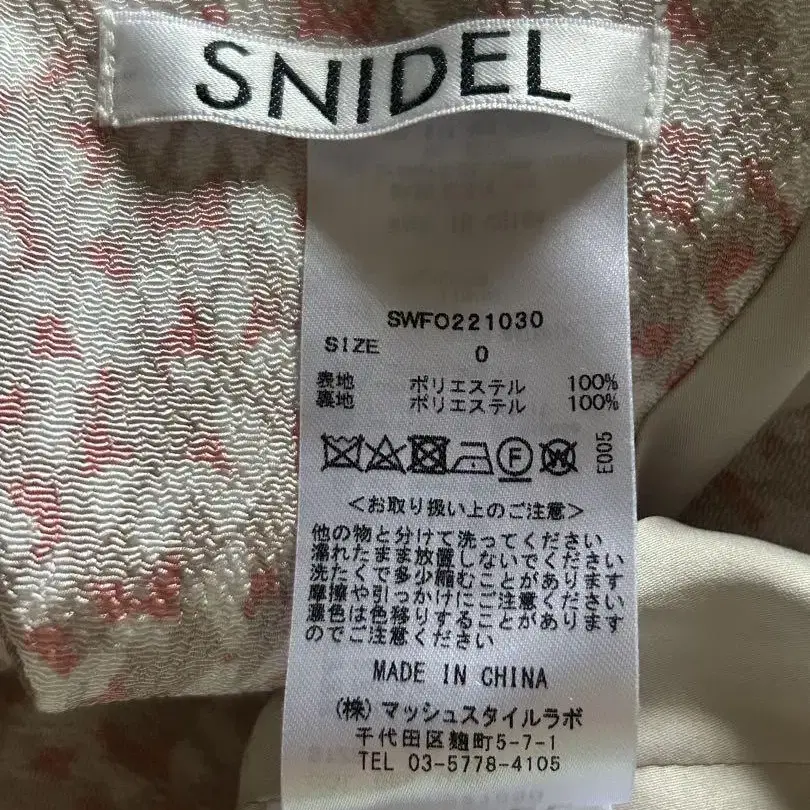 SNIDEL
SWFO221030
SIZE 0
表地 ポリエステル 100%
裏地 ポリエステル 100%
F
E005
<お取り扱い上のご注意>
他の物と分けて洗ってください
濡れたまま放置しないでください
洗たくで多少縮むことがあります
摩擦や引っかけにご注意ください
濃色は色移りすることがあります
のでご注意ください
MADE IN CHINA
(株)マッシュスタイルラボ
千代田区麹町5-7-1
TEL 03-5778-4105